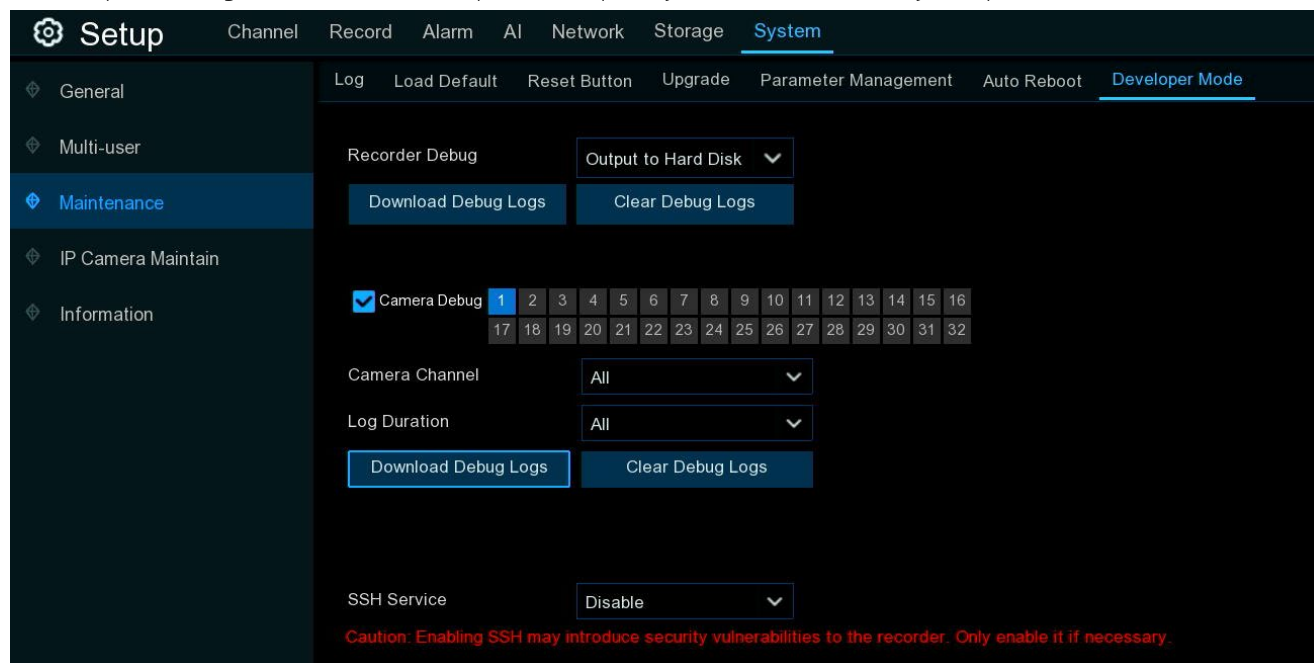 Setup Channel Record Alarm AI Network Storage System
General
Multi-user
Maintenance
IP Camera Maintain
Information
Log Load Default Reset Button Upgrade Parameter Management Auto Reboot Developer Mode
Recorder Debug Output to Hard Disk
Download Debug Logs Clear Debug Logs
Camera Debug 1 2 3 4 5 6 7 8 9 10 11 12 13 14 15 16
17 18 19 20 21 22 23 24 25 26 27 28 29 30 31 32
Camera Channel All
Log Duration All
Download Debug Logs Clear Debug Logs
SSH Service Disable
Caution: Enabling SSH may introduce security vulnerabilities to the recorder. Only enable it if necessary.